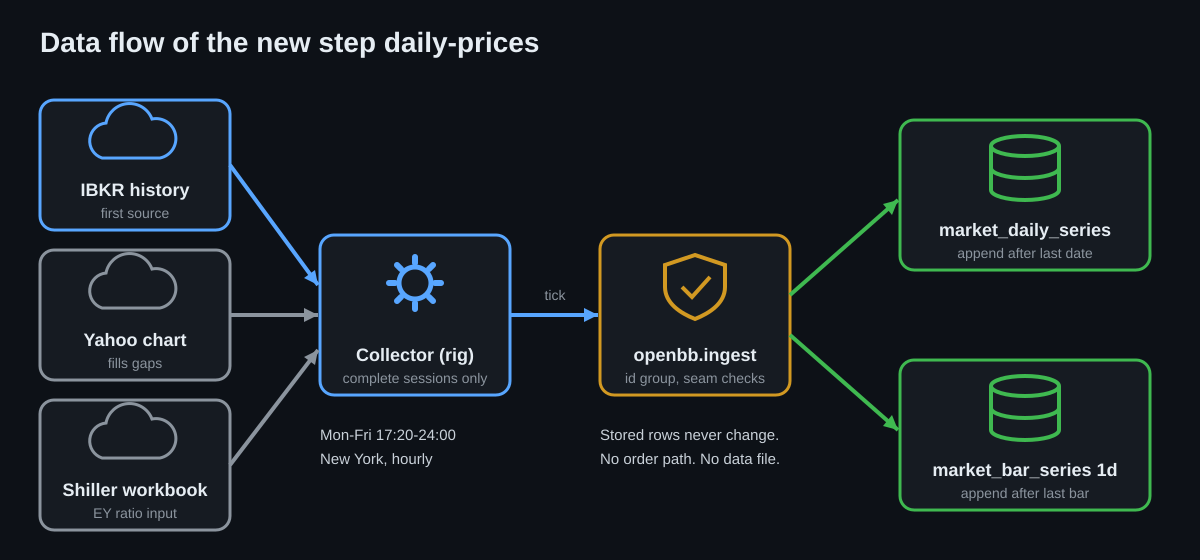 Data flow of the new step daily-prices
IBKR history
first source
Yahoo chart
fills gaps
Shiller workbook
EY ratio input
Collector (rig)
complete sessions only
Mon-Fri 17:20-24:00
New York, hourly
tick
openbb.ingest
id group, seam checks
Stored rows never change.
No order path. No data file.
market_daily_series
append after last date
market_bar_series 1d
append after last bar